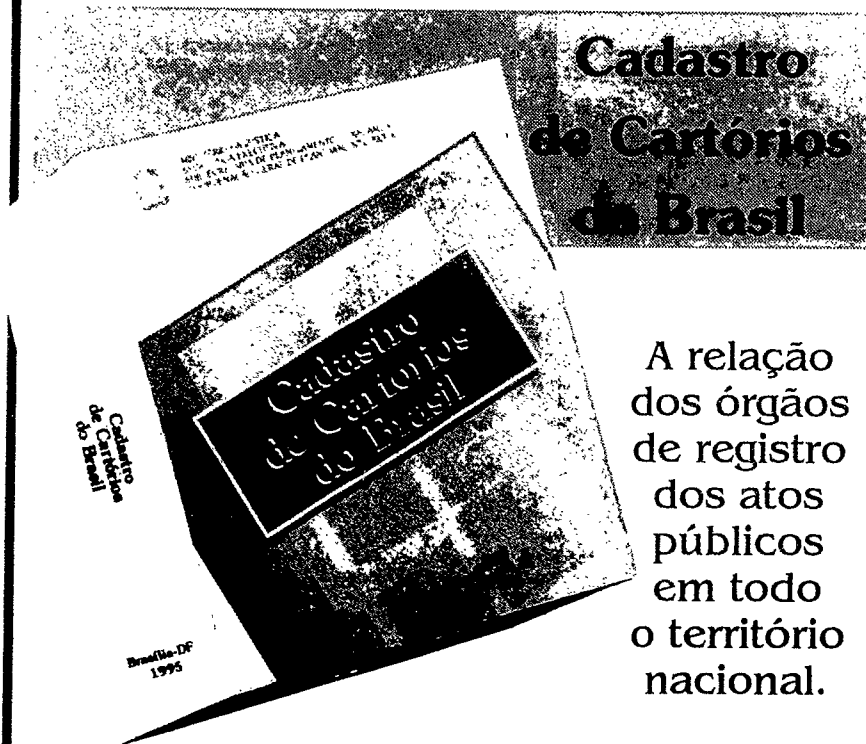 Cadastro
de Cartórios
do Brasil
Cadastro
de Cartorios
do Brasil
Cadastro
de Cartórios
do Brasil
Brasília-DF
1995
A relação
dos órgãos
de registro
dos atos
públicos
em todo
o território
nacional.